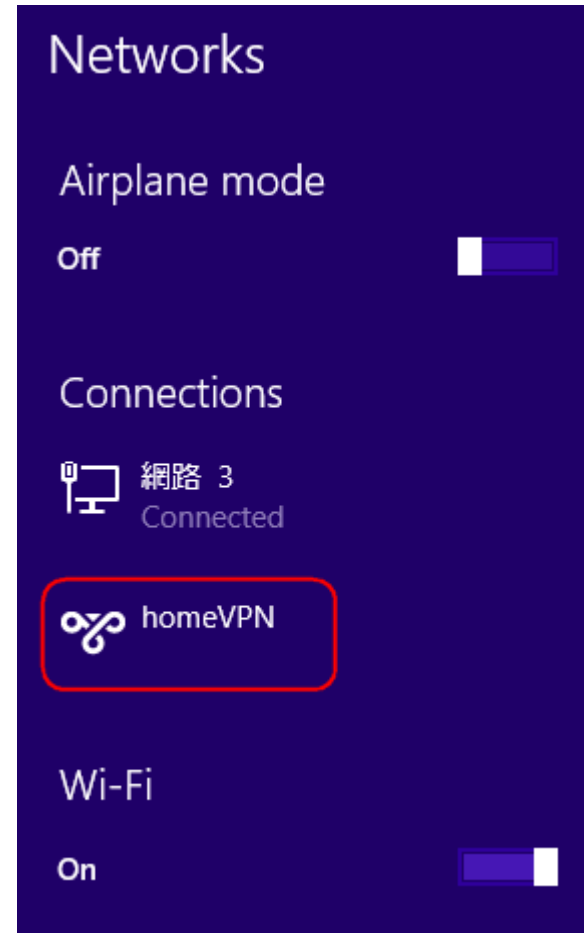 Networks
Airplane mode
Off
Connections
網路 3
Connected
homeVPN
Wi-Fi
On